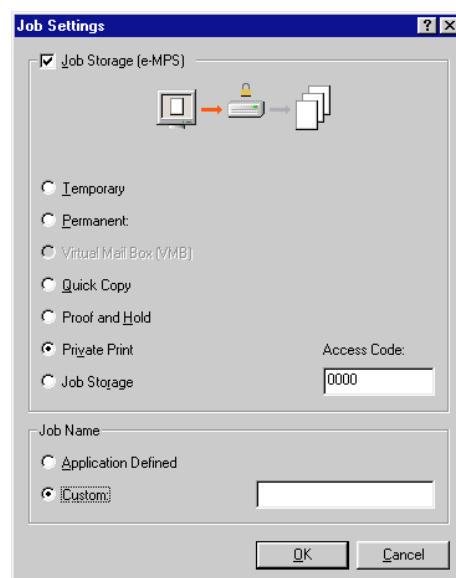 Job Settings
Job Storage (e-MPS)
Temporary
Permanent:
Virtual Mail Box (VMB)
Quick Copy
Proof and Hold
Private Print
Access Code:
Job Storage
0000
Job Name
Application Defined
Custom:
OK
Cancel